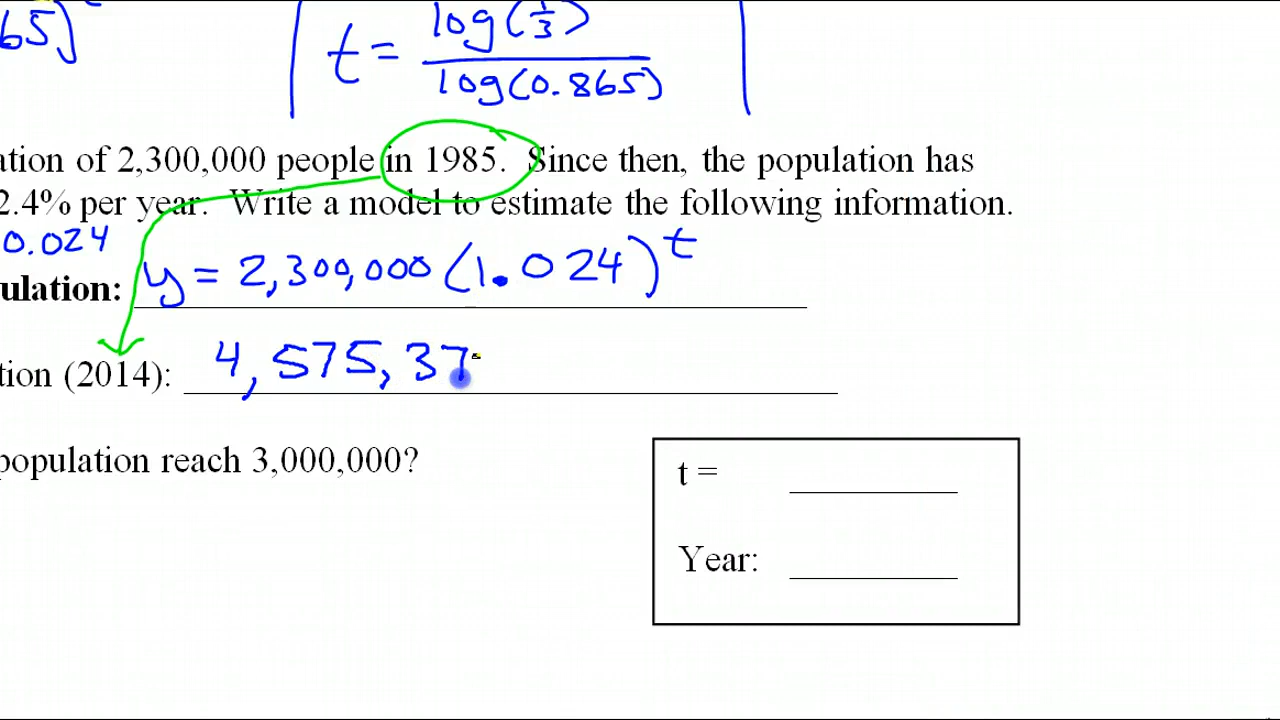 65)
t = log(1/3) / log(0.865)
ation of 2,300,000 people in 1985. Since then, the population has
2.4% per year. Write a model to estimate the following information.
0.024
ulation: y = 2,300,000 (1.024)^t
tion (2014): 4,575,37
population reach 3,000,000?
t =
Year: